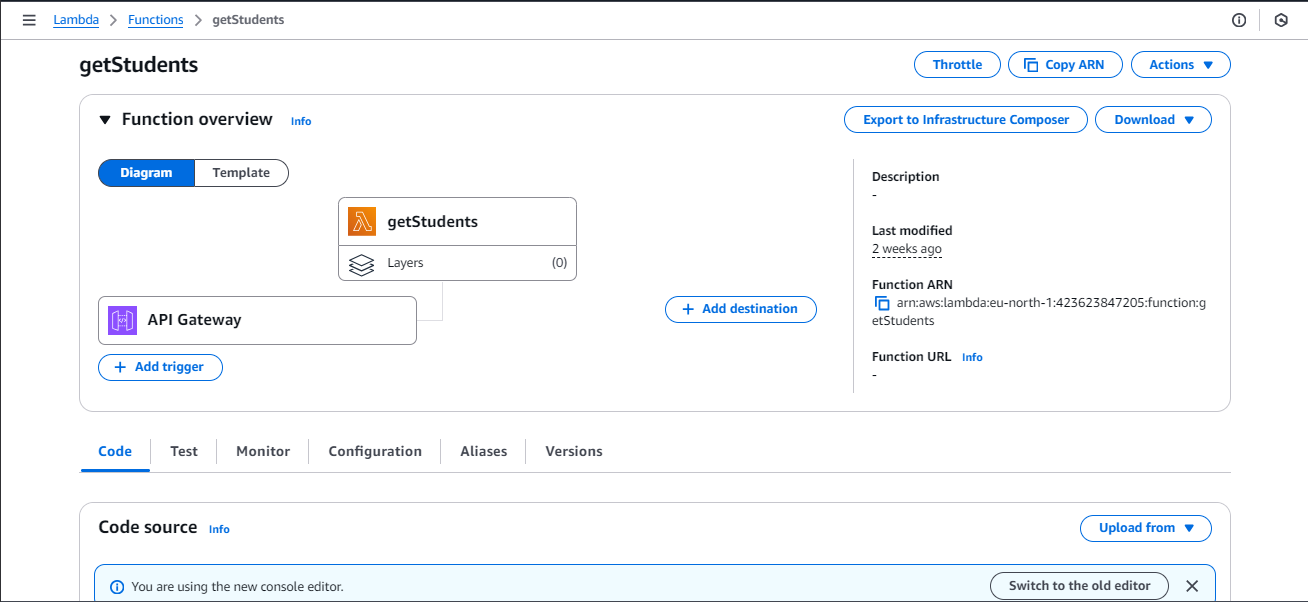 Lambda > Functions > getStudents
getStudents
Throttle
Copy ARN
Actions
Function overview Info
Export to Infrastructure Composer
Download
Diagram
Template
getStudents
Layers (0)
API Gateway
+ Add trigger
+ Add destination
Description
-
Last modified
2 weeks ago
Function ARN
arn:aws:lambda:eu-north-1:423623847205:function:g
etStudents
Function URL Info
-
Code
Test
Monitor
Configuration
Aliases
Versions
Code source Info
Upload from
You are using the new console editor.
Switch to the old editor